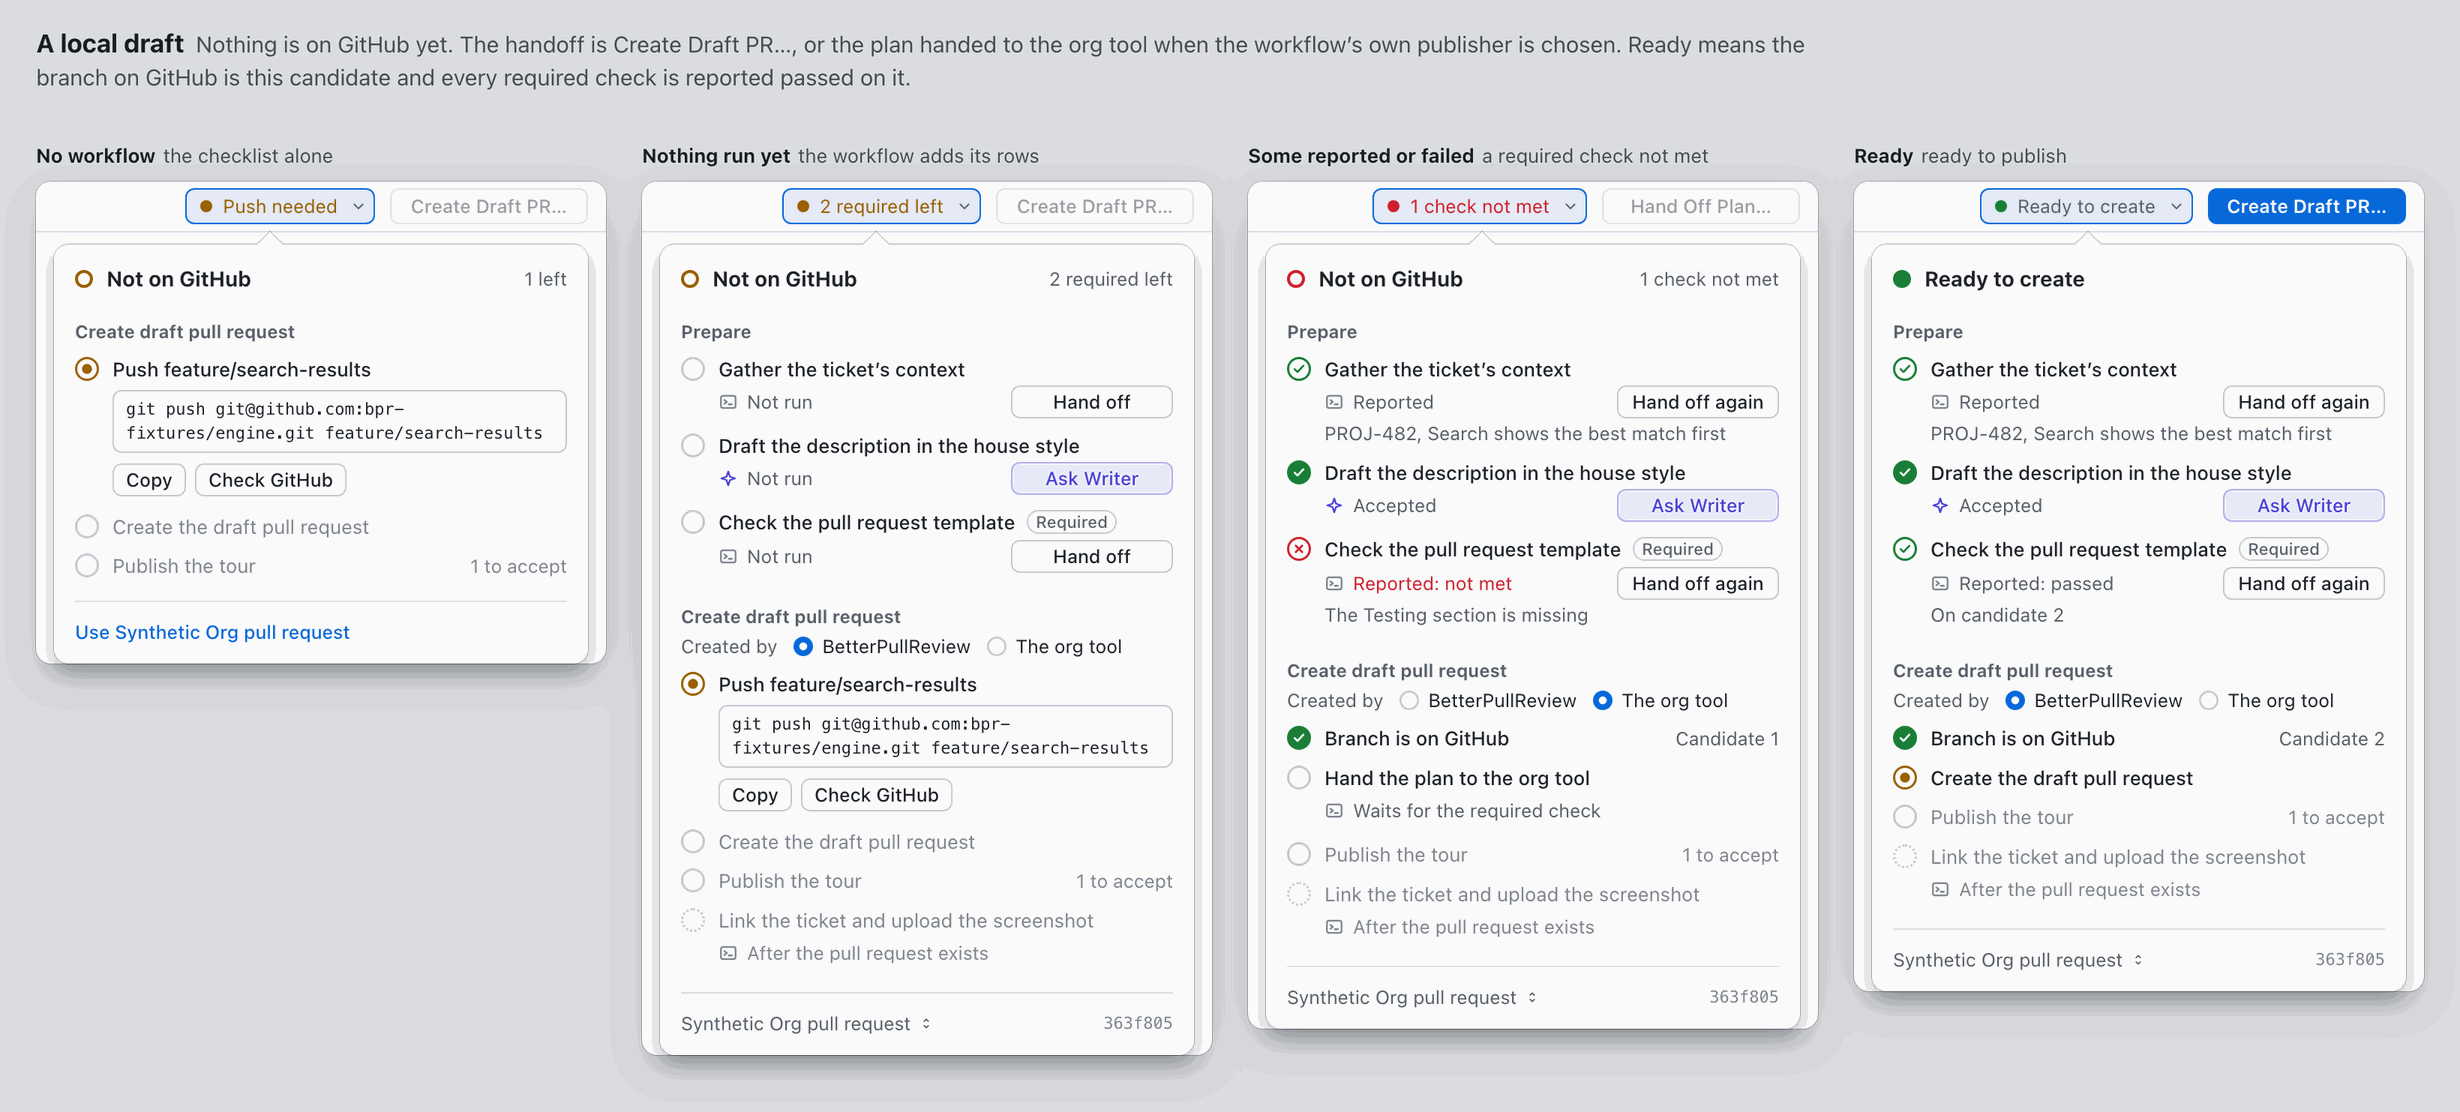 A local draft Nothing is on GitHub yet. The handoff is Create Draft PR..., or the plan handed to the org tool when the workflow’s own publisher is chosen. Ready means the
branch on GitHub is this candidate and every required check is reported passed on it.
No workflow the checklist alone
Push needed
Create Draft PR...
Not on GitHub
1 left
Create draft pull request
Push feature/search-results
git push git@github.com:bpr-
fixtures/engine.git feature/search-results
Copy
Check GitHub
Create the draft pull request
Publish the tour
1 to accept
Use Synthetic Org pull request
Nothing run yet the workflow adds its rows
2 required left
Create Draft PR...
Not on GitHub
2 required left
Prepare
Gather the ticket’s context
Not run
Hand off
Draft the description in the house style
Not run
Ask Writer
Check the pull request template Required
Not run
Hand off
Create draft pull request
Created by BetterPullReview The org tool
Push feature/search-results
git push git@github.com:bpr-
fixtures/engine.git feature/search-results
Copy
Check GitHub
Create the draft pull request
Publish the tour
1 to accept
Link the ticket and upload the screenshot
After the pull request exists
Synthetic Org pull request
363f805
Some reported or failed a required check not met
1 check not met
Hand Off Plan...
Not on GitHub
1 check not met
Prepare
Gather the ticket’s context
Reported
Hand off again
PROJ-482, Search shows the best match first
Draft the description in the house style
Accepted
Ask Writer
Check the pull request template Required
Reported: not met
Hand off again
The Testing section is missing
Create draft pull request
Created by BetterPullReview The org tool
Branch is on GitHub
Candidate 1
Hand the plan to the org tool
Waits for the required check
Publish the tour
1 to accept
Link the ticket and upload the screenshot
After the pull request exists
Synthetic Org pull request
363f805
Ready ready to publish
Ready to create
Create Draft PR...
Ready to create
Prepare
Gather the ticket’s context
Reported
Hand off again
PROJ-482, Search shows the best match first
Draft the description in the house style
Accepted
Ask Writer
Check the pull request template Required
Reported: passed
Hand off again
On candidate 2
Create draft pull request
Created by BetterPullReview The org tool
Branch is on GitHub
Candidate 2
Create the draft pull request
Publish the tour
1 to accept
Link the ticket and upload the screenshot
After the pull request exists
Synthetic Org pull request
363f805